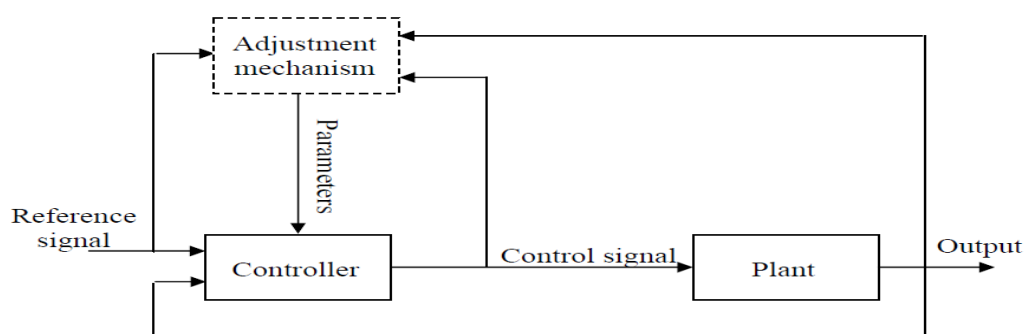 Adjustment
mechanism
Parameters
Reference
signal
Controller
Control signal
Plant
Output